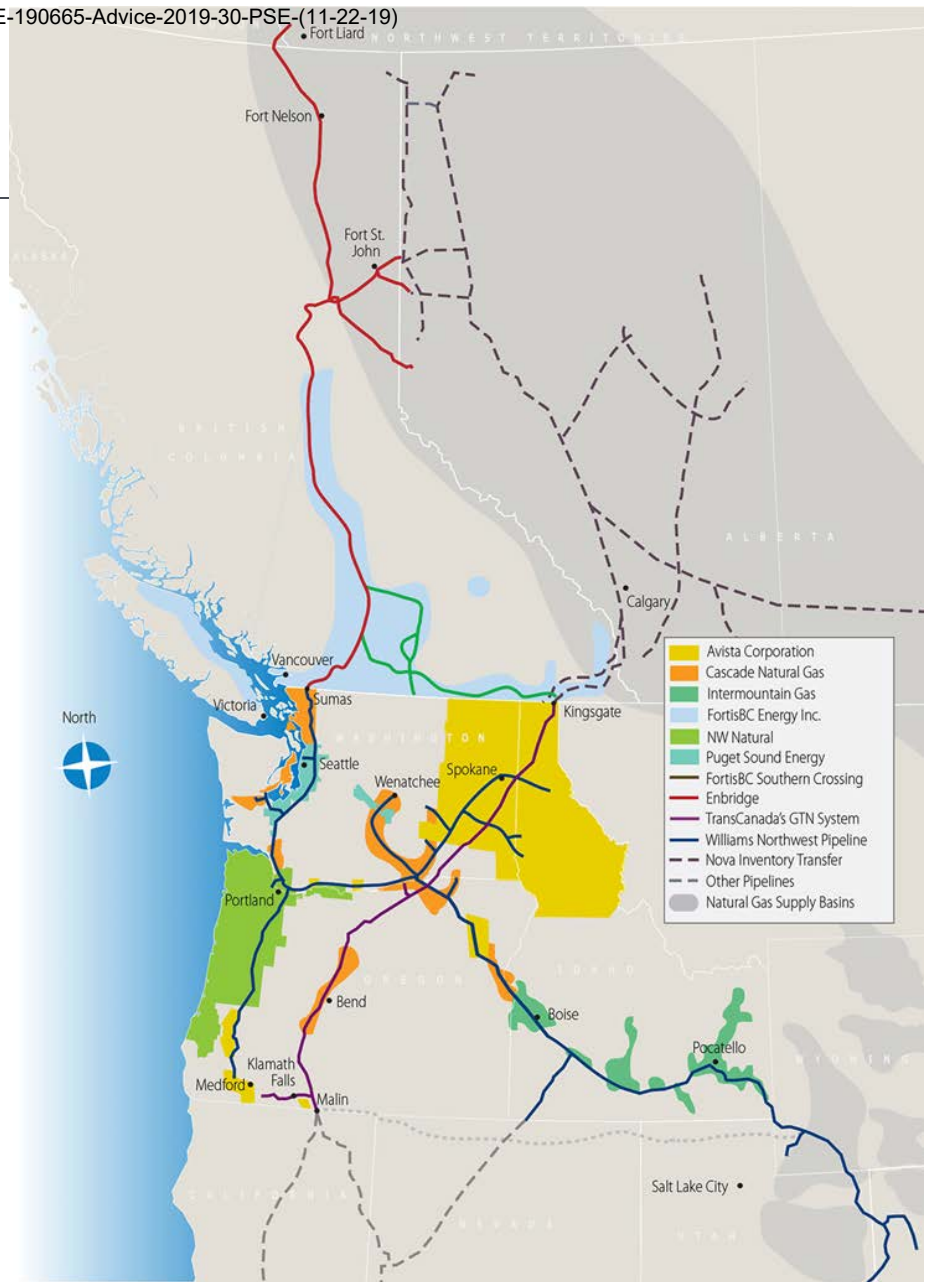 E-190665-Advice-2019-30-PSE-(11-22-19)
Fort Liard
NORTHWEST TERRITORIES
Fort Nelson
Fort St.
John
ALASKA
BRITISH
COLUMBIA
ALBERTA
Calgary
Vancouver
Sumas
Victoria
Kingsgate
North
WASHINGTON
Seattle
Spokane
Wenatchee
Portland
OREGON
IDAHO
Bend
Boise
Pocatello
WYOMING
Klamath
Falls
Medford
Malin
Salt Lake City
CALIFORNIA
NEVADA
UTAH
Avista Corporation
Cascade Natural Gas
Intermountain Gas
FortisBC Energy Inc.
NW Natural
Puget Sound Energy
FortisBC Southern Crossing
Enbridge
TransCanada's GTN System
Williams Northwest Pipeline
Nova Inventory Transfer
Other Pipelines
Natural Gas Supply Basins